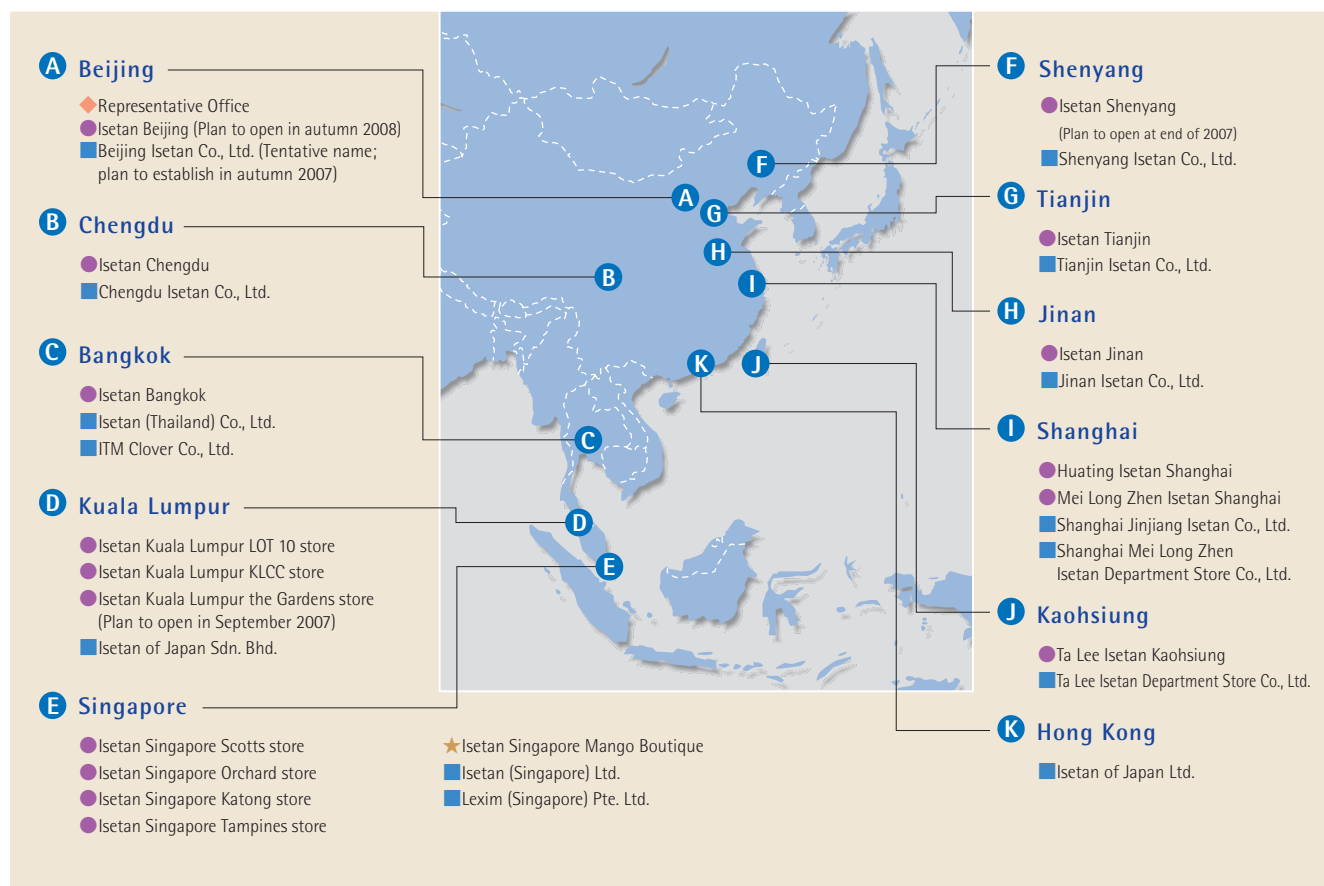 A Beijing
Representative Office
Isetan Beijing (Plan to open in autumn 2008)
Beijing Isetan Co., Ltd. (Tentative name;
plan to establish in autumn 2007)
B Chengdu
Isetan Chengdu
Chengdu Isetan Co., Ltd.
C Bangkok
Isetan Bangkok
Isetan (Thailand) Co., Ltd.
ITM Clover Co., Ltd.
D Kuala Lumpur
Isetan Kuala Lumpur LOT 10 store
Isetan Kuala Lumpur KLCC store
Isetan Kuala Lumpur the Gardens store
(Plan to open in September 2007)
Isetan of Japan Sdn. Bhd.
E Singapore
Isetan Singapore Scotts store
Isetan Singapore Orchard store
Isetan Singapore Katong store
Isetan Singapore Tampines store
Isetan Singapore Mango Boutique
Isetan (Singapore) Ltd.
Lexim (Singapore) Pte. Ltd.
F
A
G
H
B
I
K
J
C
D
E
F Shenyang
Isetan Shenyang
(Plan to open at end of 2007)
Shenyang Isetan Co., Ltd.
G Tianjin
Isetan Tianjin
Tianjin Isetan Co., Ltd.
H Jinan
Isetan Jinan
Jinan Isetan Co., Ltd.
I Shanghai
Huating Isetan Shanghai
Mei Long Zhen Isetan Shanghai
Shanghai Jinjiang Isetan Co., Ltd.
Shanghai Mei Long Zhen
Isetan Department Store Co., Ltd.
J Kaohsiung
Ta Lee Isetan Kaohsiung
Ta Lee Isetan Department Store Co., Ltd.
K Hong Kong
Isetan of Japan Ltd.